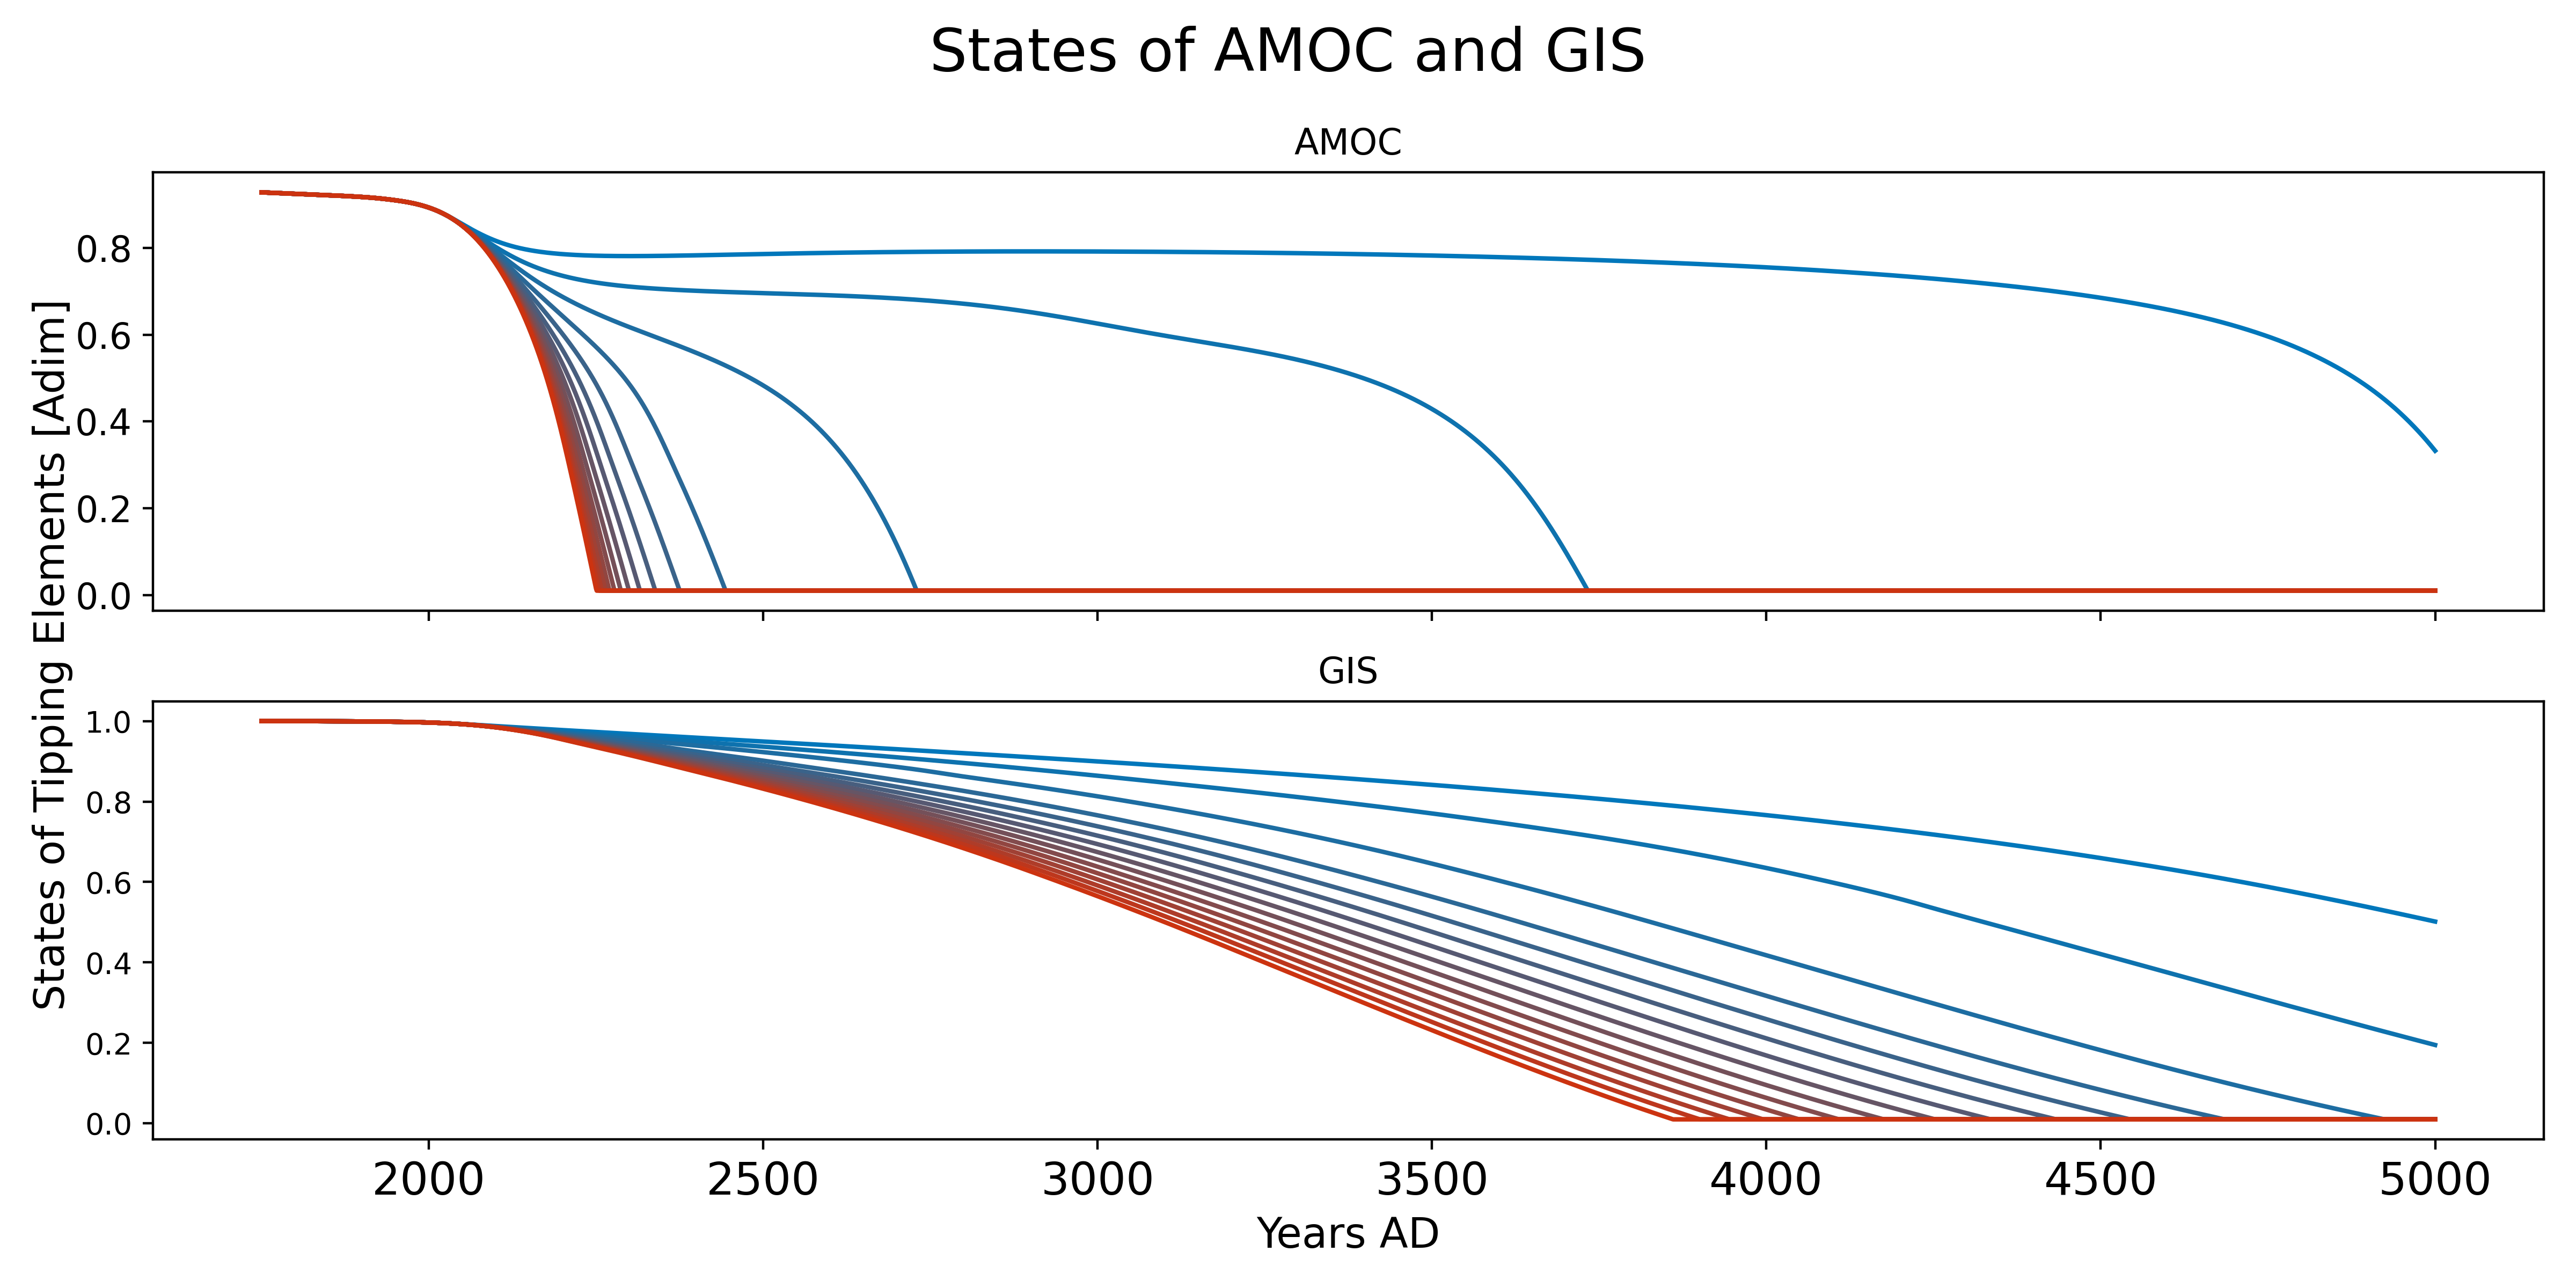 States of AMOC and GIS
AMOC
0.8
0.6
0.4
0.2
0.0
States of Tipping Elements [Adim]
GIS
1.0
0.8
0.6
0.4
0.2
0.0
2000 2500 3000 3500 4000 4500 5000
Years AD